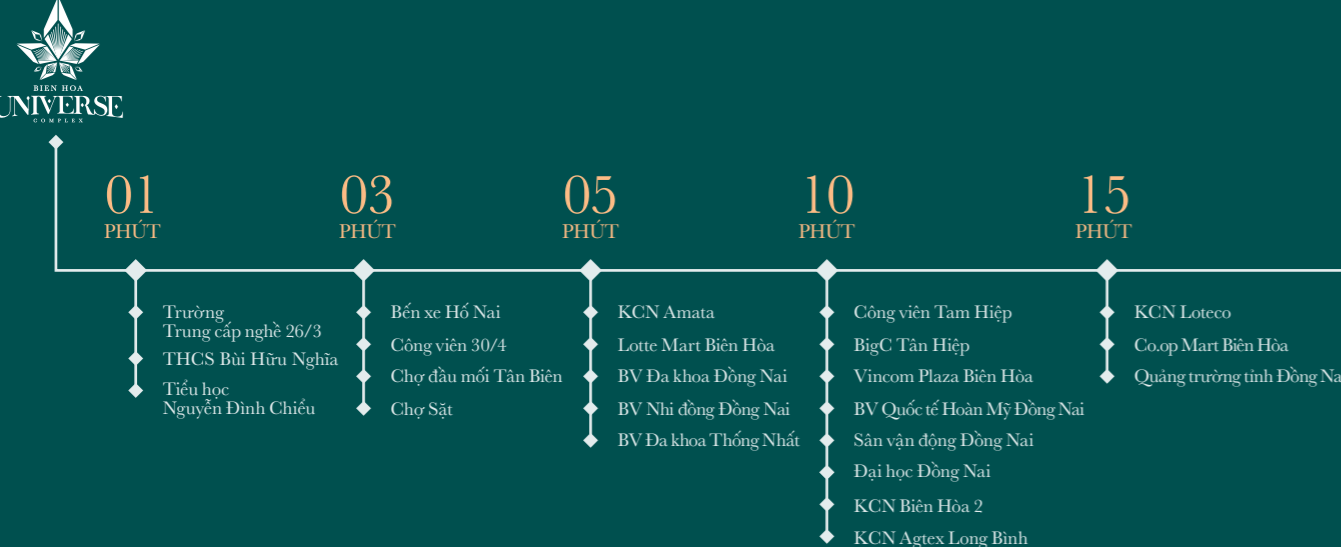 BIEN HOA
UNIVERSE
COMPLEX
01
PHÚT
Trường
Trung cấp nghề 26/3
THCS Bùi Hữu Nghĩa
Tiểu học
Nguyễn Đình Chiểu
03
PHÚT
Bến xe Hố Nai
Công viên 30/4
Chợ đầu mối Tân Biên
Chợ Sặt
05
PHÚT
KCN Amata
Lotte Mart Biên Hòa
BV Đa khoa Đồng Nai
BV Nhi đồng Đồng Nai
BV Đa khoa Thống Nhất
10
PHÚT
Công viên Tam Hiệp
BigC Tân Hiệp
Vincom Plaza Biên Hòa
BV Quốc tế Hoàn Mỹ Đồng Nai
Sân vận động Đồng Nai
Đại học Đồng Nai
KCN Biên Hòa 2
KCN Agtex Long Bình
15
PHÚT
KCN Loteco
Co.op Mart Biên Hòa
Quảng trường tỉnh Đồng Na